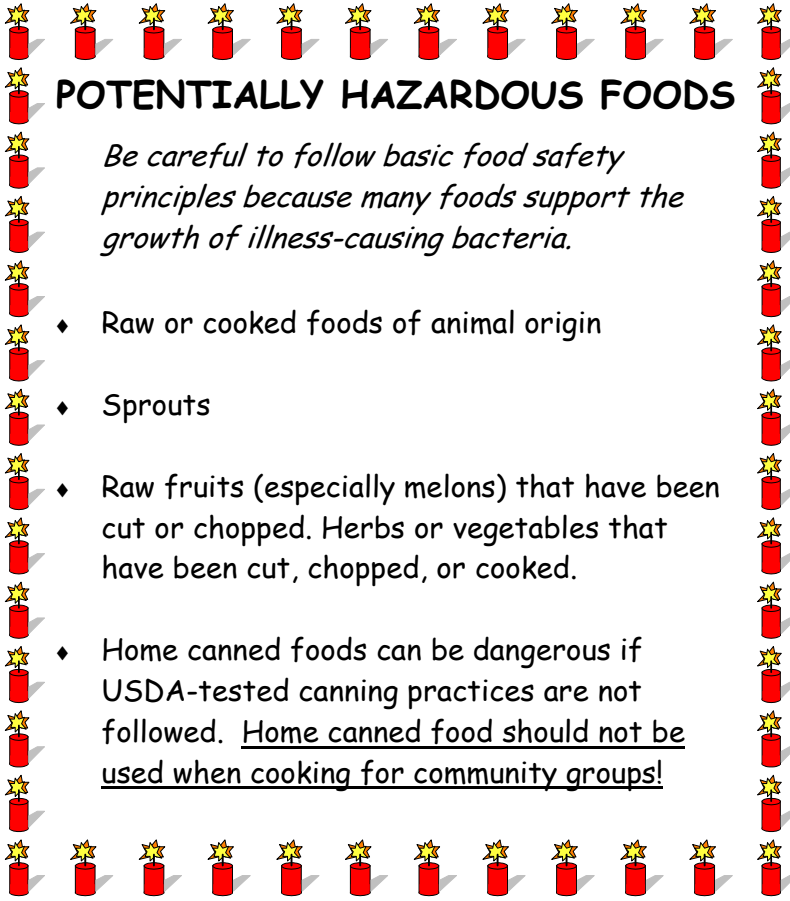 POTENTIALLY HAZARDOUS FOODS
Be careful to follow basic food safety
principles because many foods support the
growth of illness-causing bacteria.
♦ Raw or cooked foods of animal origin
♦ Sprouts
♦ Raw fruits (especially melons) that have been
cut or chopped. Herbs or vegetables that
have been cut, chopped, or cooked.
♦ Home canned foods can be dangerous if
USDA-tested canning practices are not
followed.  Home canned food should not be
used when cooking for community groups!